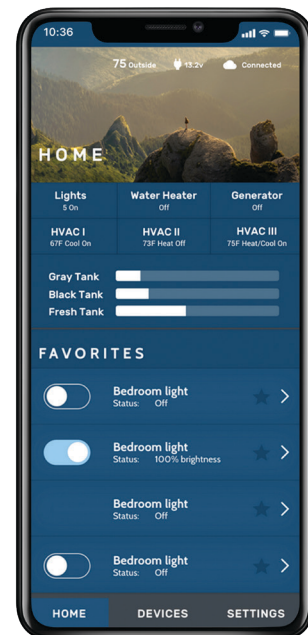 10:36
75 Outside 13.2v Connected
HOME
Lights Water Heater Generator
5 On Off Off
HVAC I HVAC II HVAC III
67F Cool On 73F Heat Off 75F Heat/Cool On
Gray Tank
Black Tank
Fresh Tank
FAVORITES
Bedroom light
Status: Off
Bedroom light
Status: 100% brightness
Bedroom light
Status: Off
Bedroom light
Status: Off
HOME DEVICES SETTINGS